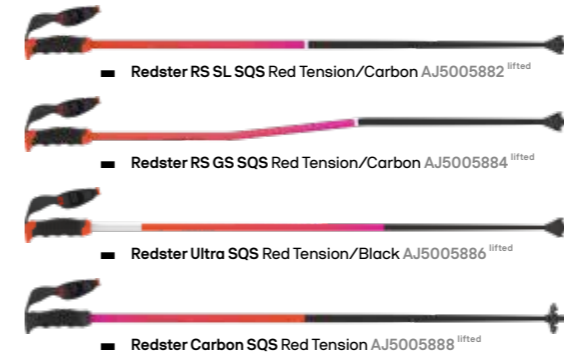 Redster RS SL SQS Red Tension/Carbon AJ5005882 lifted
Redster RS GS SQS Red Tension/Carbon AJ5005884 lifted
Redster Ultra SQS Red Tension/Black AJ5005886 lifted
Redster Carbon SQS Red Tension AJ5005888 lifted